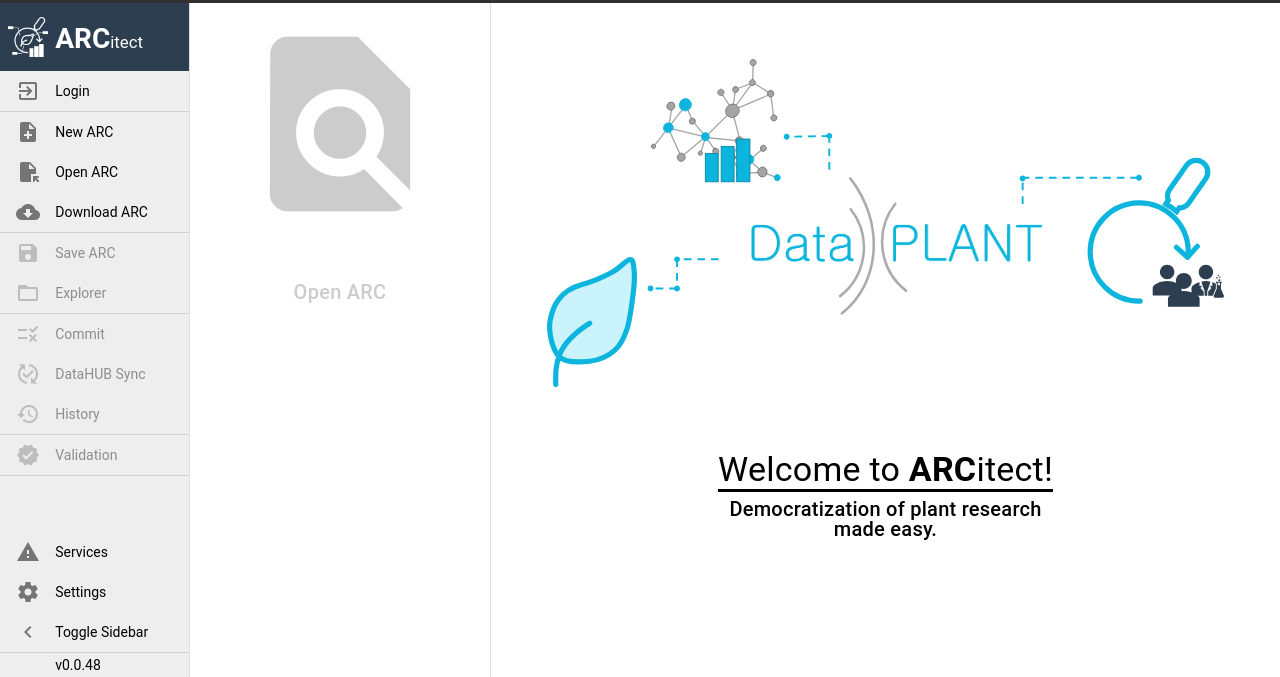 ARCitect
Login
New ARC
Open ARC
Download ARC
Save ARC
Explorer
Commit
DataHUB Sync
History
Validation
Services
Settings
Toggle Sidebar
v0.0.48
Open ARC
Data PLANT
Welcome to ARCitect!
Democratization of plant research
made easy.